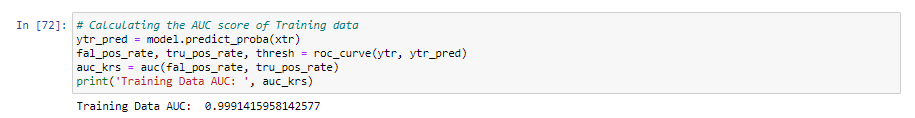 In [72]: # Calculating the AUC score of Training data
ytr_pred = model.predict_proba(xtr)
fal_pos_rate, tru_pos_rate, thresh = roc_curve(ytr, ytr_pred)
auc_krs = auc(fal_pos_rate, tru_pos_rate)
print('Training Data AUC: ', auc_krs)
Training Data AUC:  0.9991415958142577